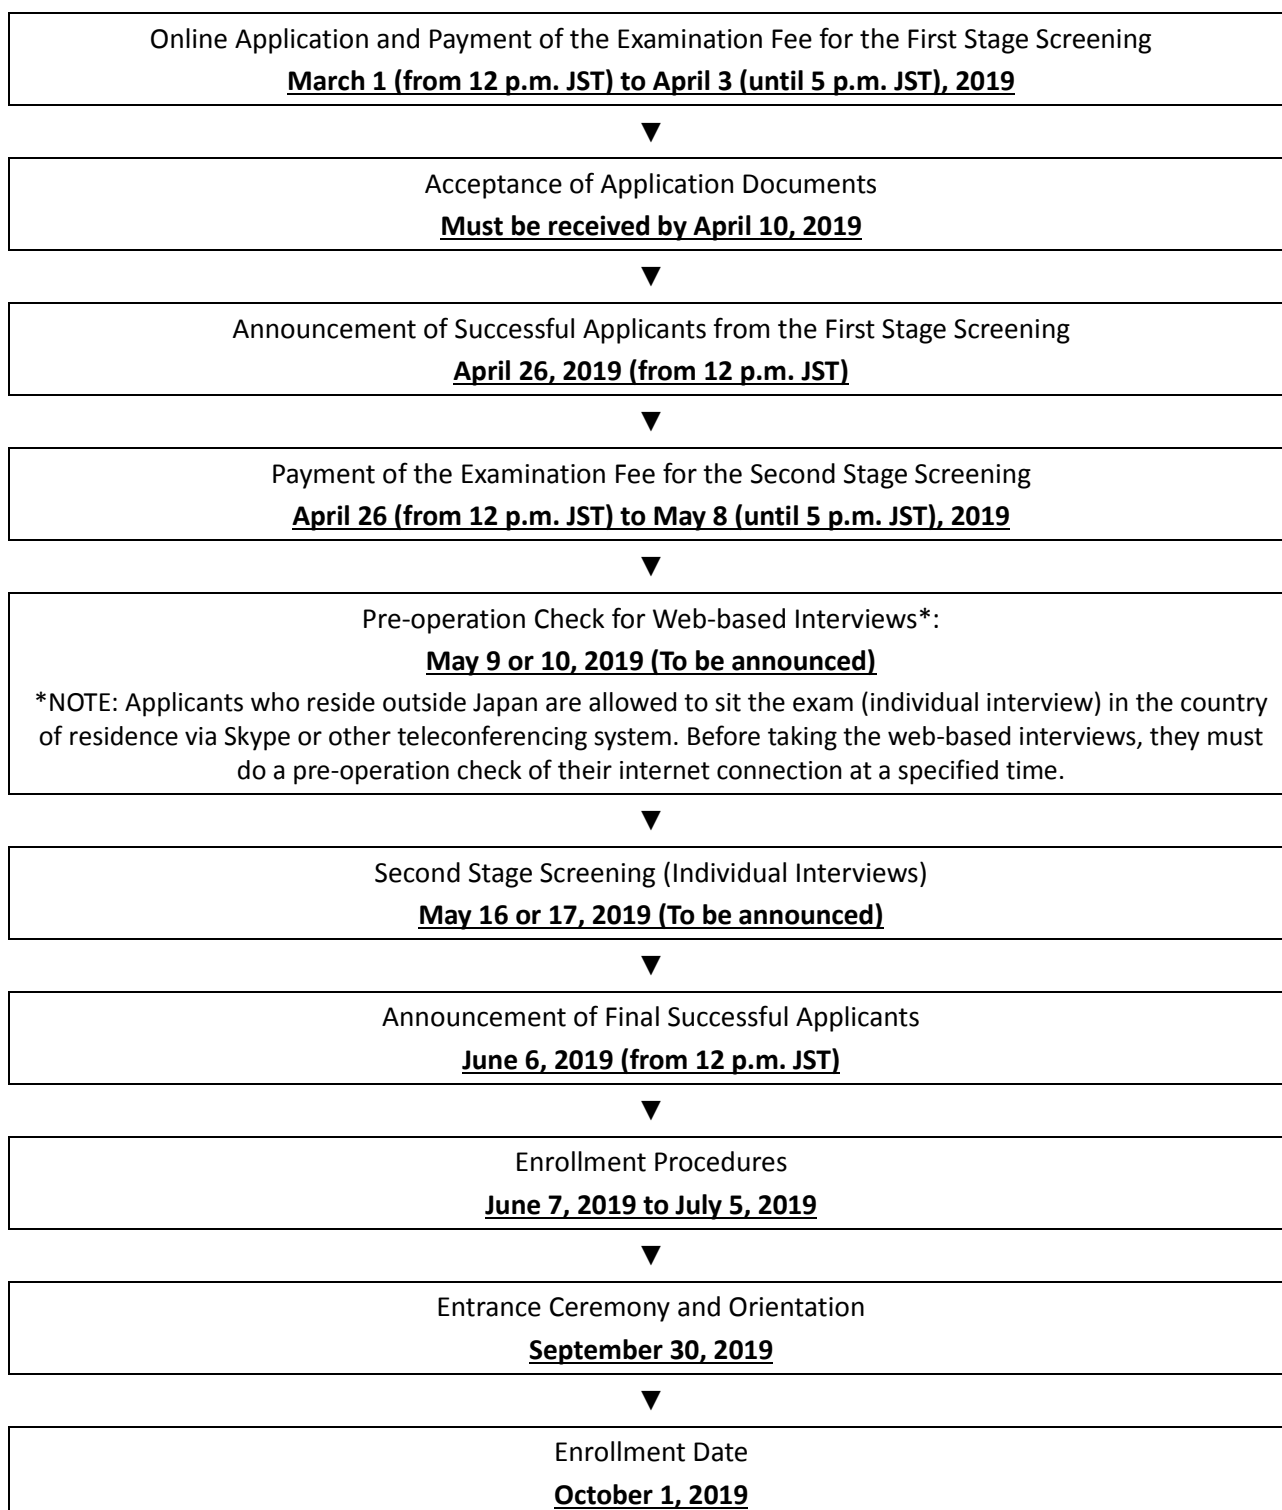 Online Application and Payment of the Examination Fee for the First Stage Screening
March 1 (from 12 p.m. JST) to April 3 (until 5 p.m. JST), 2019
▼
Acceptance of Application Documents
Must be received by April 10, 2019
▼
Announcement of Successful Applicants from the First Stage Screening
April 26, 2019 (from 12 p.m. JST)
▼
Payment of the Examination Fee for the Second Stage Screening
April 26 (from 12 p.m. JST) to May 8 (until 5 p.m. JST), 2019
▼
Pre-operation Check for Web-based Interviews*:
May 9 or 10, 2019 (To be announced)
*NOTE: Applicants who reside outside Japan are allowed to sit the exam (individual interview) in the country
of residence via Skype or other teleconferencing system. Before taking the web-based interviews, they must
do a pre-operation check of their internet connection at a specified time.
▼
Second Stage Screening (Individual Interviews)
May 16 or 17, 2019 (To be announced)
▼
Announcement of Final Successful Applicants
June 6, 2019 (from 12 p.m. JST)
▼
Enrollment Procedures
June 7, 2019 to July 5, 2019
▼
Entrance Ceremony and Orientation
September 30, 2019
▼
Enrollment Date
October 1, 2019